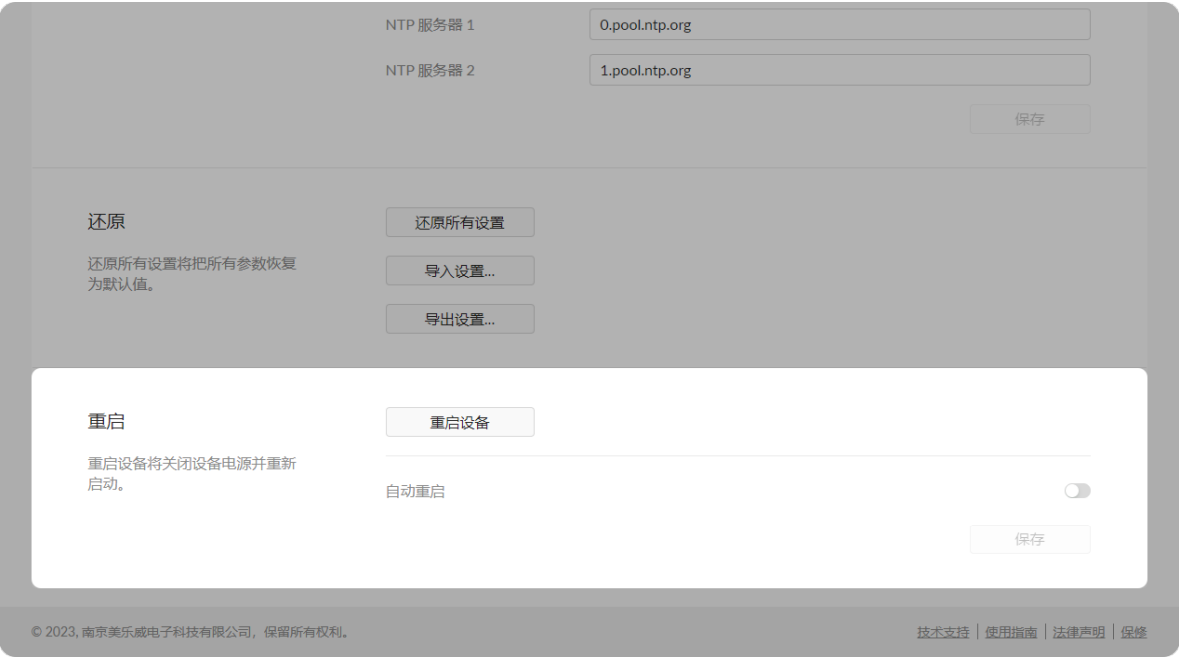 NTP 服务器 1
0.pool.ntp.org
NTP 服务器 2
1.pool.ntp.org
保存
还原
还原所有设置
还原所有设置将把所有参数恢复
为默认值。
导入设置...
导出设置...
重启
重启设备
重启设备将关闭设备电源并重新
启动。
自动重启
保存
© 2023, 南京美乐威电子科技有限公司，保留所有权利。
技术支持 | 使用指南 | 法律声明 | 保修